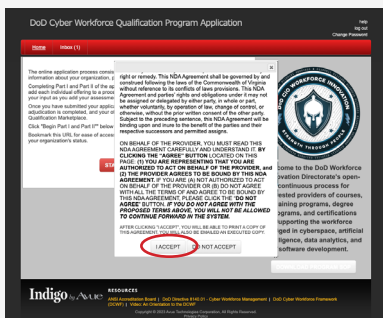 DoD Cyber Workforce Qualification Program Application
help
log out
Change Password
Home
Inbox (1)
The online application process consis
information about your organization, p
Completing Part I and Part II of the ap
add each individual offering to a proce
your input as you add your assessme
Once you have submitted your applic
adjudication is completed, and your di
Qualification Marketplace.
Click "Begin Part I and Part II" below
Bookmark this URL for ease of access
your organization's status.
STA
right or remedy. This NDA Agreement shall be governed by and
construed following the laws of the Commonwealth of Virginia
without reference to its conflicts of laws provisions. This NDA
Agreement and parties' rights and obligations under it may not
be assigned or delegated by either party, in whole or part,
whether voluntarily, by operation of law, change of control, or
otherwise, without the prior written consent of the other party.
Subject to the preceding sentence, this NDA Agreement will be
binding upon and inure to the benefit of the parties and their
respective successors and permitted assigns.
ON BEHALF OF THE PROVIDER, YOU MUST READ THIS
NDA AGREEMENT CAREFULLY AND UNDERSTAND IT. BY
CLICKING THE "AGREE" BUTTON LOCATED ON THIS
PAGE: (1) YOU ARE REPRESENTING THAT YOU ARE
AUTHORIZED TO ACT ON BEHALF OF THE PROVIDER, AND
(2) THE PROVIDER AGREES TO BE BOUND BY THIS NDA
AGREEMENT. IF YOU ARE (A) NOT AUTHORIZED TO ACT
ON BEHALF OF THE PROVIDER OR (B) DO NOT AGREE
WITH ALL THE TERMS OF AND AGREE TO BE BOUND BY
THIS NDA AGREEMENT, PLEASE CLICK THE "DO NOT
AGREE" BUTTON. IF YOU DO NOT AGREE WITH THE
PROPOSED TERMS ABOVE, YOU WILL NOT BE ALLOWED
TO CONTINUE FORWARD IN THE SYSTEM.
AFTER CLICKING "I ACCEPT", YOU WILL BE ABLE TO PRINT A COPY OF
THIS AGREEMENT. YOU WILL ALSO BE EMAILED AN EXECUTED COPY.
I ACCEPT
DO NOT ACCEPT
WORKFORCE INNOVATION
STRENGTH THROUGH PEOPLE
come to the DoD Workforce
vation Directorate's open-
continuous process for
ested providers of courses,
aining programs, degree
ograms, and certifications
upporting the workforce
ged in cyberspace, artificial
ligence, data analytics, and
software development.
Indigo by Avue
RESOURCES
ANSI Accreditation Board | DoD Directive 8140.01 - Cyber Workforce Management | DoD Cyber Workforce Framework
(DCWF) | Video: An Orientation to the DCWF
Copyright © 2023 Avue Technologies Corporation, All Rights Reserved.
Privacy Policy